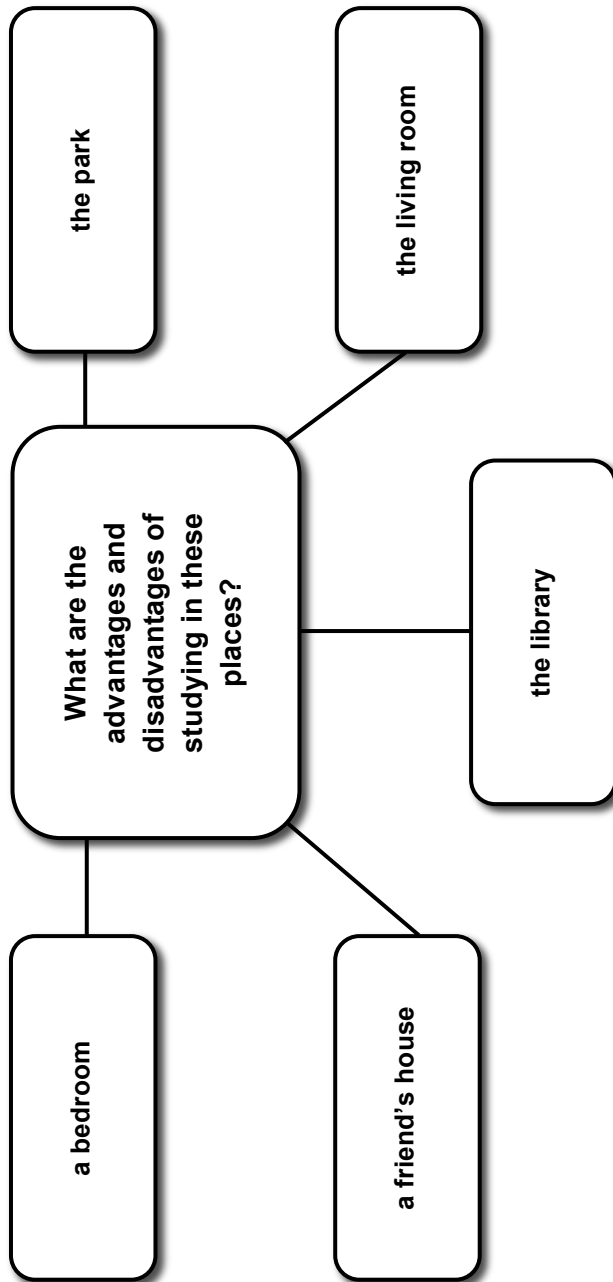 a bedroom
What are the
advantages and
disadvantages of
studying in these
places?
the park
a friend's house
the living room
the library